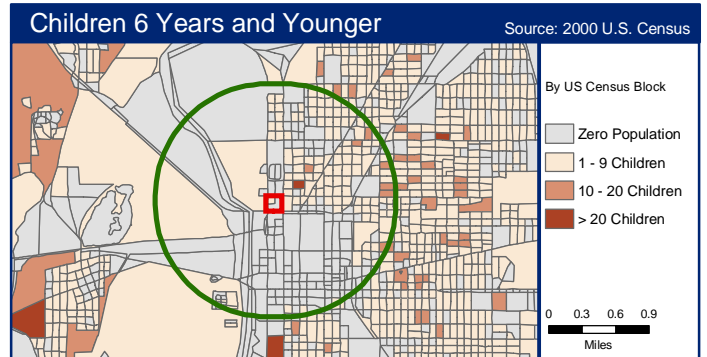 Children 6 Years and Younger
Source: 2000 U.S. Census
By US Census Block
Zero Population
1 - 9 Children
10 - 20 Children
> 20 Children
0 0.3 0.6 0.9
Miles